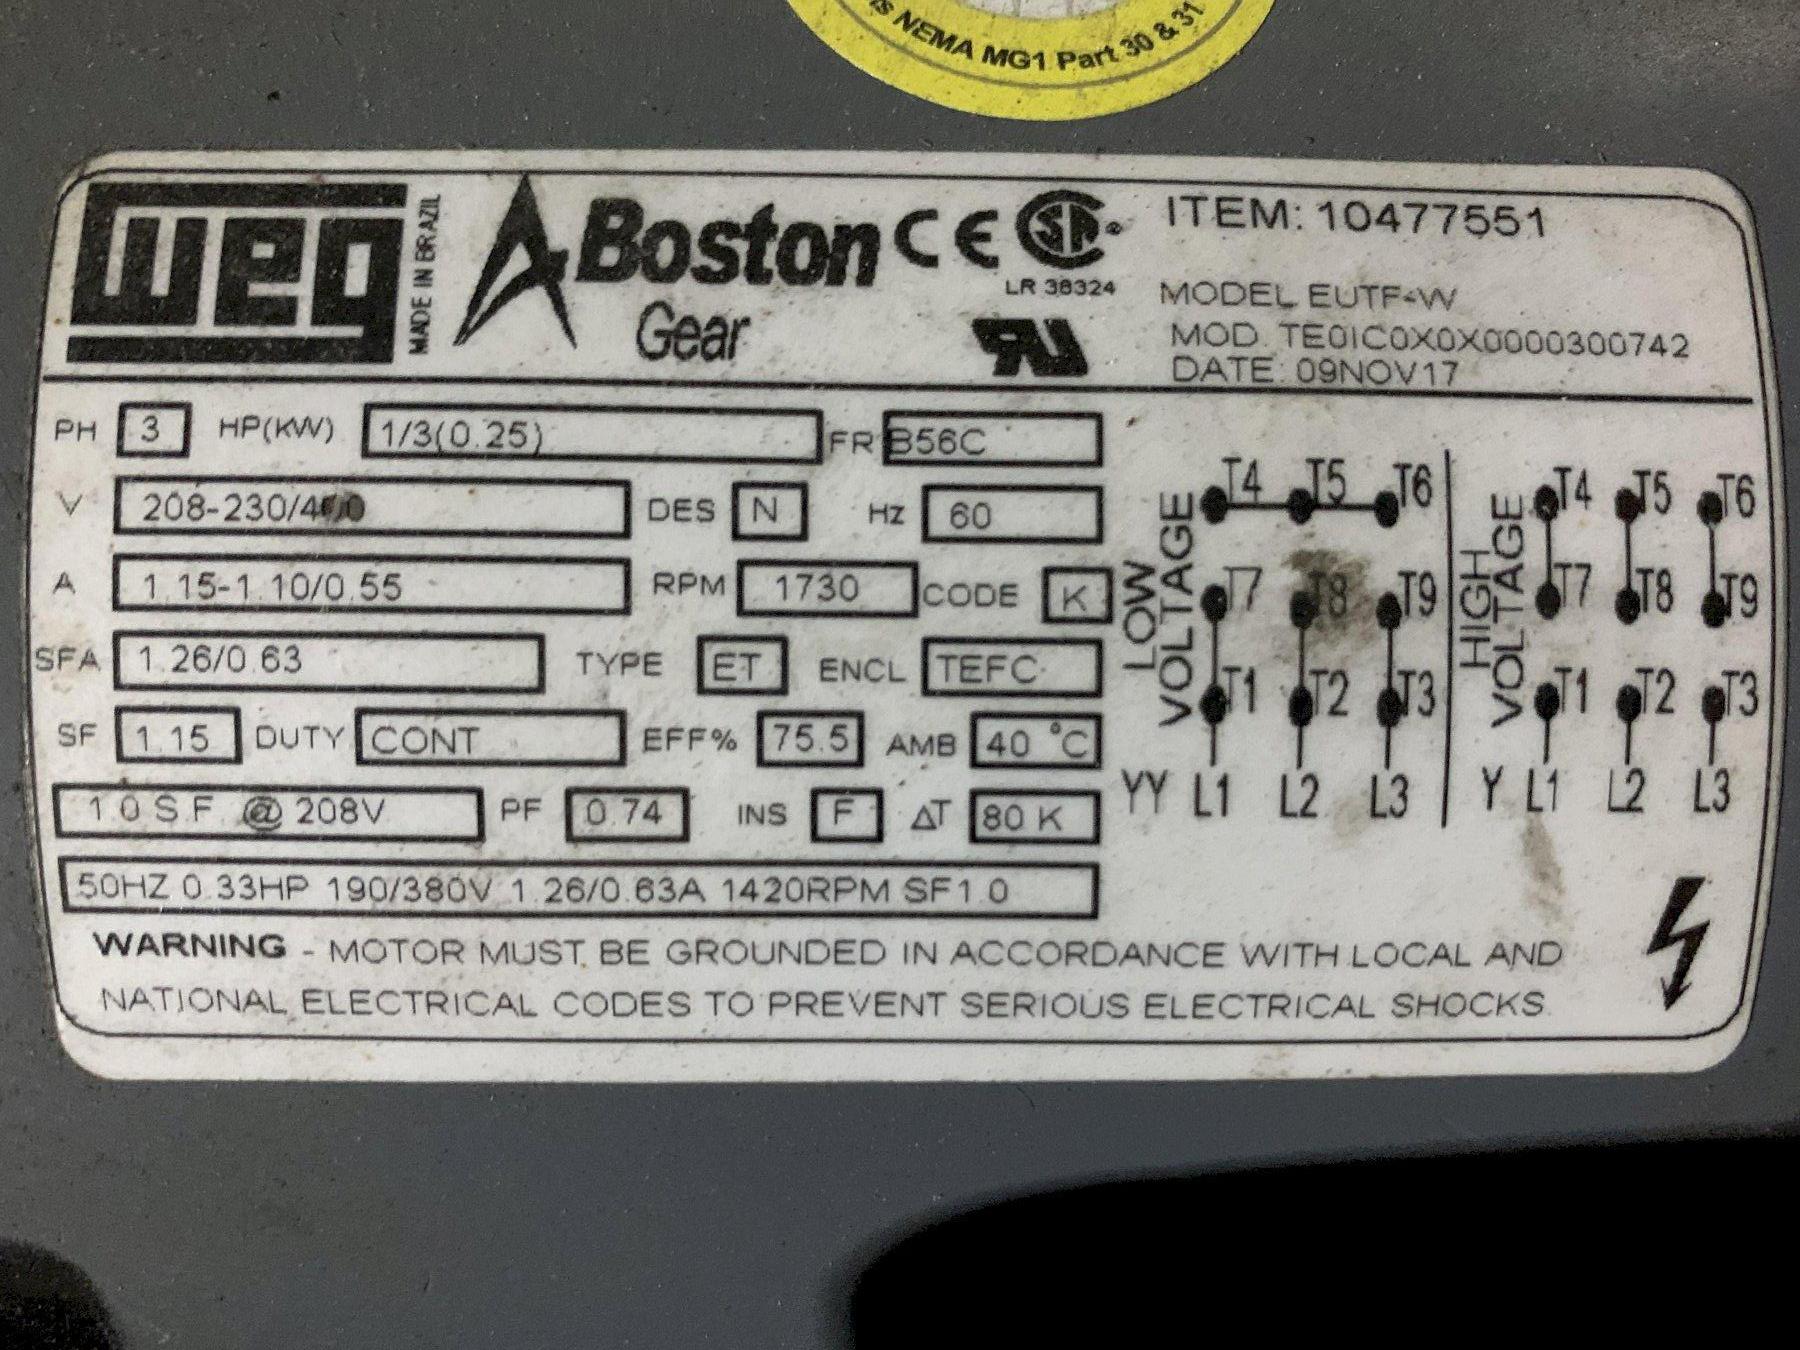 is NEMA MG1 Part 30 & 31
weg
MADE IN BRAZIL
Boston
Gear
CE
SA®
LR 38324
RU
ITEM: 10477551
MODEL EUTF-W
MOD. TE01C0X0X0000300742
DATE: 09NOV17
PH 3 HP(KW) 1/3(0.25) FR B56C
V DES N HZ 60
A 1.15-1.10/0.55 RPM 1730 CODE K
SFA 1.26/0.63 TYPE ET ENCL TEFC
SF 1.15 DUTY CONT EFF% 75.5 AMB 40 °C
1.0 S F @ 208V PF 0.74 INS F ΔT 80 K
50HZ 0.33HP 190/380V 1.26/0.63A 1420RPM SF1.0
LOW VOLTAGE
T4 T5 T6
T7 T8 T9
T1 T2 T3
YY L1 L2 L3
HIGH VOLTAGE
T4 T5 T6
T7 T8 T9
T1 T2 T3
Y L1 L2 L3
WARNING - MOTOR MUST BE GROUNDED IN ACCORDANCE WITH LOCAL AND
NATIONAL ELECTRICAL CODES TO PREVENT SERIOUS ELECTRICAL SHOCKS.